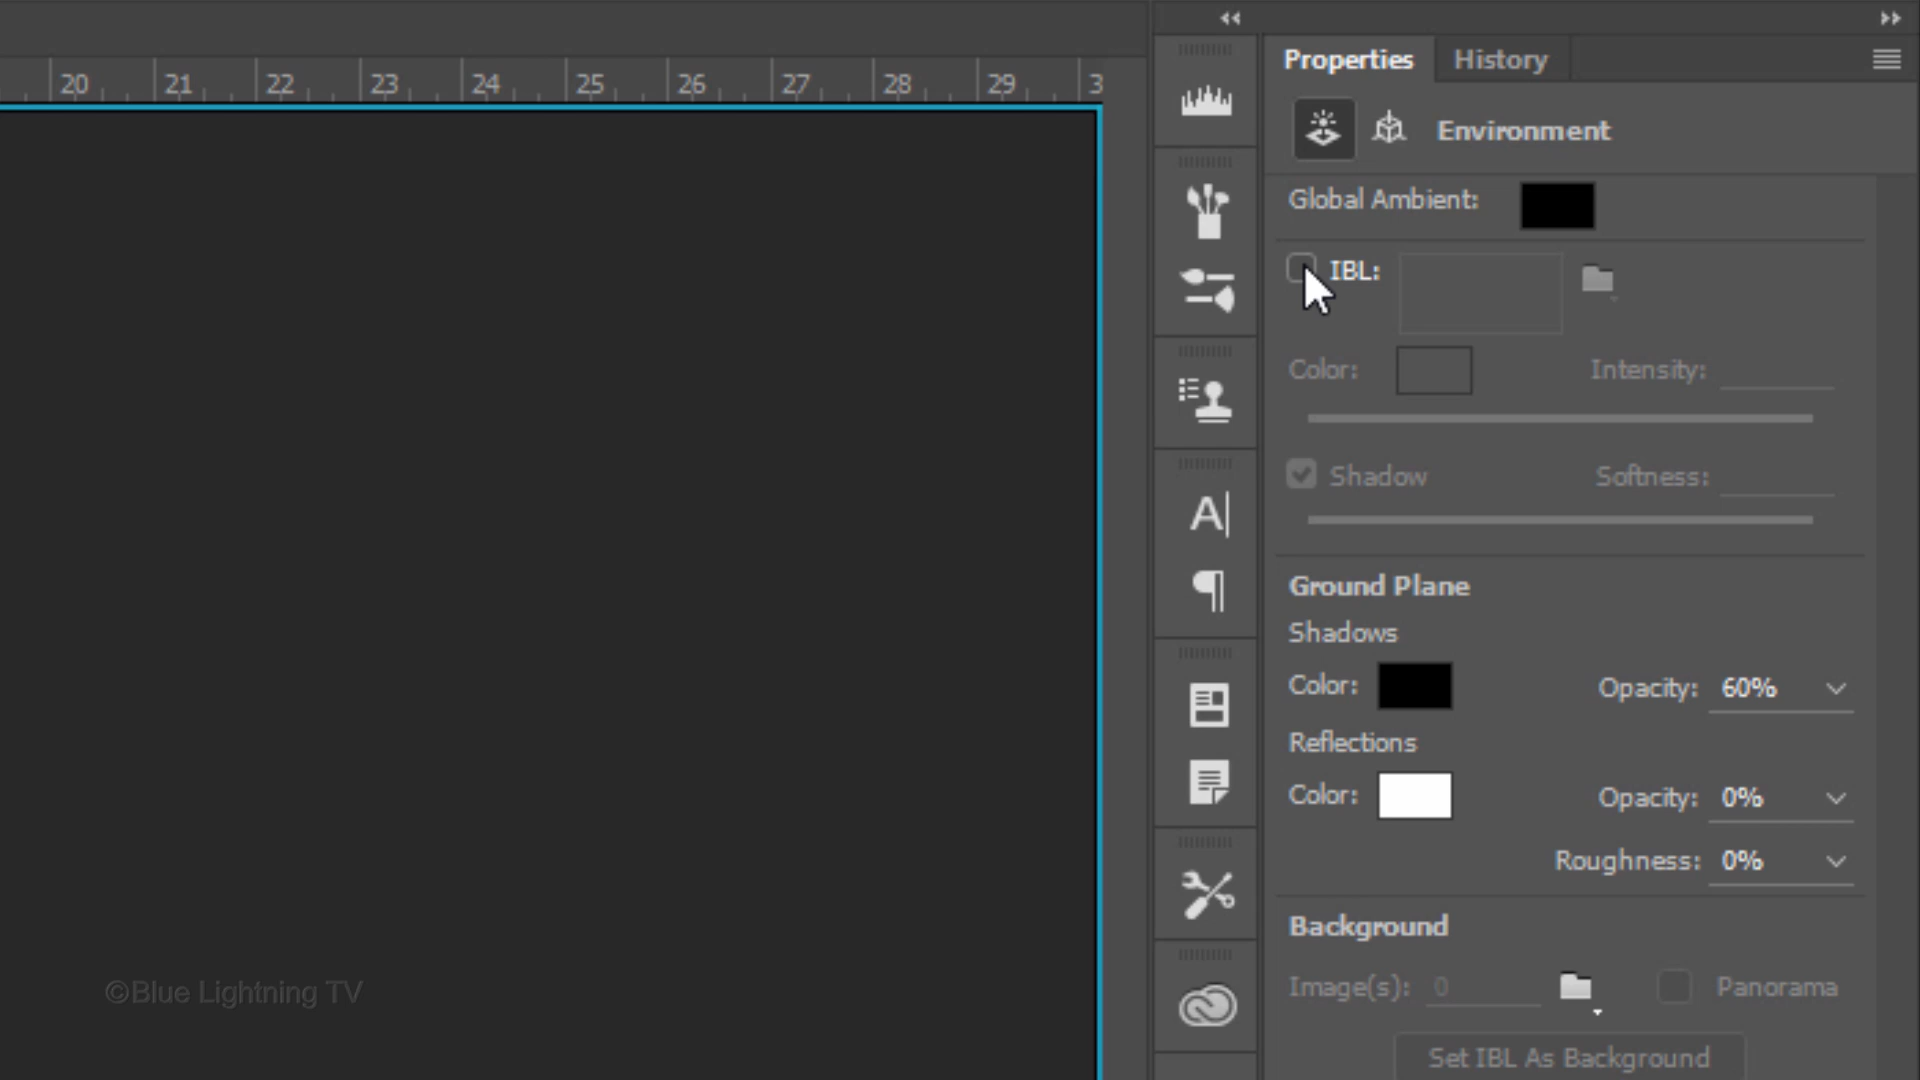 20 21 22 23 24 25 26 27 28 29 3
Properties History
Environment
Global Ambient:
IBL:
Color: Intensity:
Shadow Softness:
Ground Plane
Shadows
Color: Opacity: 60%
Reflections
Color: Opacity: 0%
Roughness: 0%
Background
Image(s): 0 Panorama
Set IBL As Background
©Blue Lightning TV